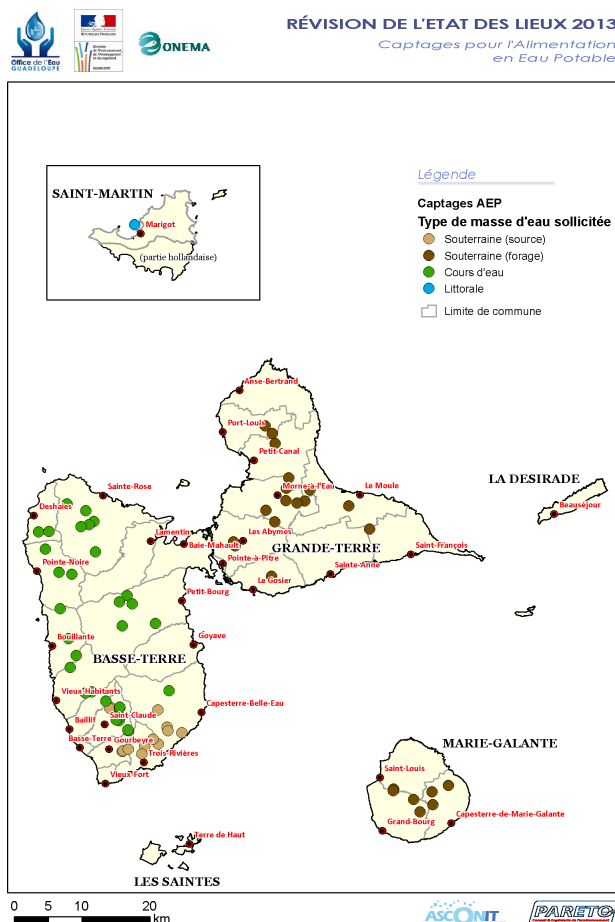 Office de l'Eau
GUADELOUPE
ONEMA
RÉVISION DE L'ETAT DES LIEUX 2013
Captages pour l'Alimentation
en Eau Potable
SAINT-MARTIN
Marigot
(partie hollandaise)
Légende
Captages AEP
Type de masse d'eau sollicitée
Souterraine (source)
Souterraine (forage)
Cours d'eau
Littorale
Limite de commune
Anse-Bertrand
Port-Louis
Petit-Canal
Morne-à-l'Eau
Le Moule
LA DESIRADE
Beauséjour
Sainte-Rose
Deshaies
Lamentin
Baie-Mahault
Les Abymes
GRANDE-TERRE
Saint-François
Pointe-à-Pitre
Sainte-Anne
Le Gosier
Pointe-Noire
Petit-Bourg
Bouillante
Goyave
BASSE-TERRE
Vieux-Habitants
Capesterre-Belle-Eau
Saint-Claude
Baillif
Basse-Terre
Gourbeyre
Trois-Rivières
Vieux-Fort
MARIE-GALANTE
Saint-Louis
Grand-Bourg
Capesterre-de-Marie-Galante
Terre de Haut
LES SAINTES
0 5 10 20
km
ASCONIT
PARETO